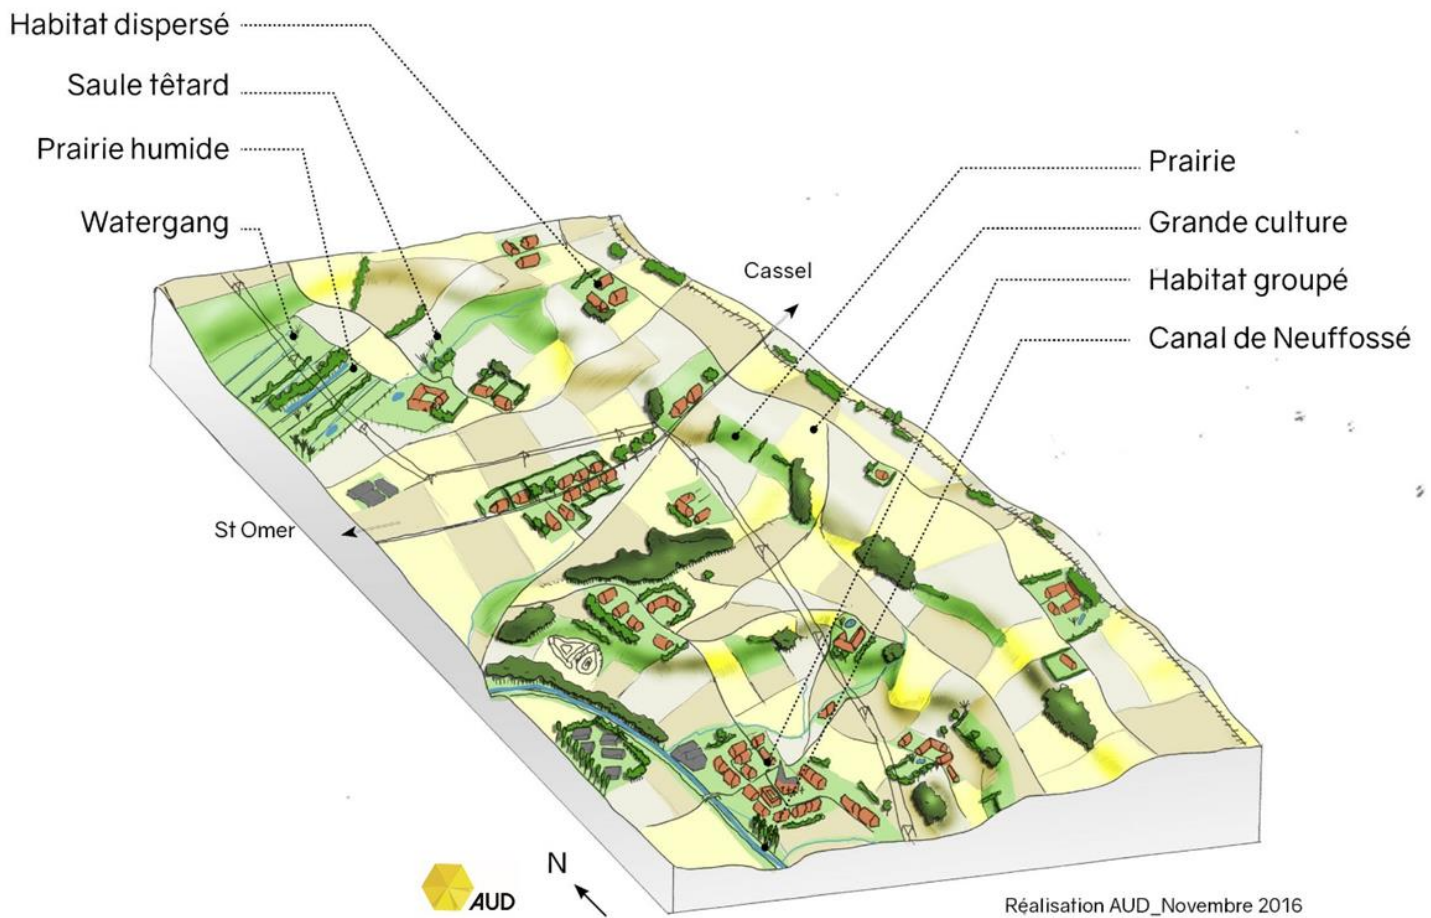 Habitat dispersé
Saule têtard
Prairie humide
Watergang
Prairie
Grande culture
Habitat groupé
Canal de Neuffossé
Cassel
St Omer
N
AUD
Réalisation AUD_Novembre 2016